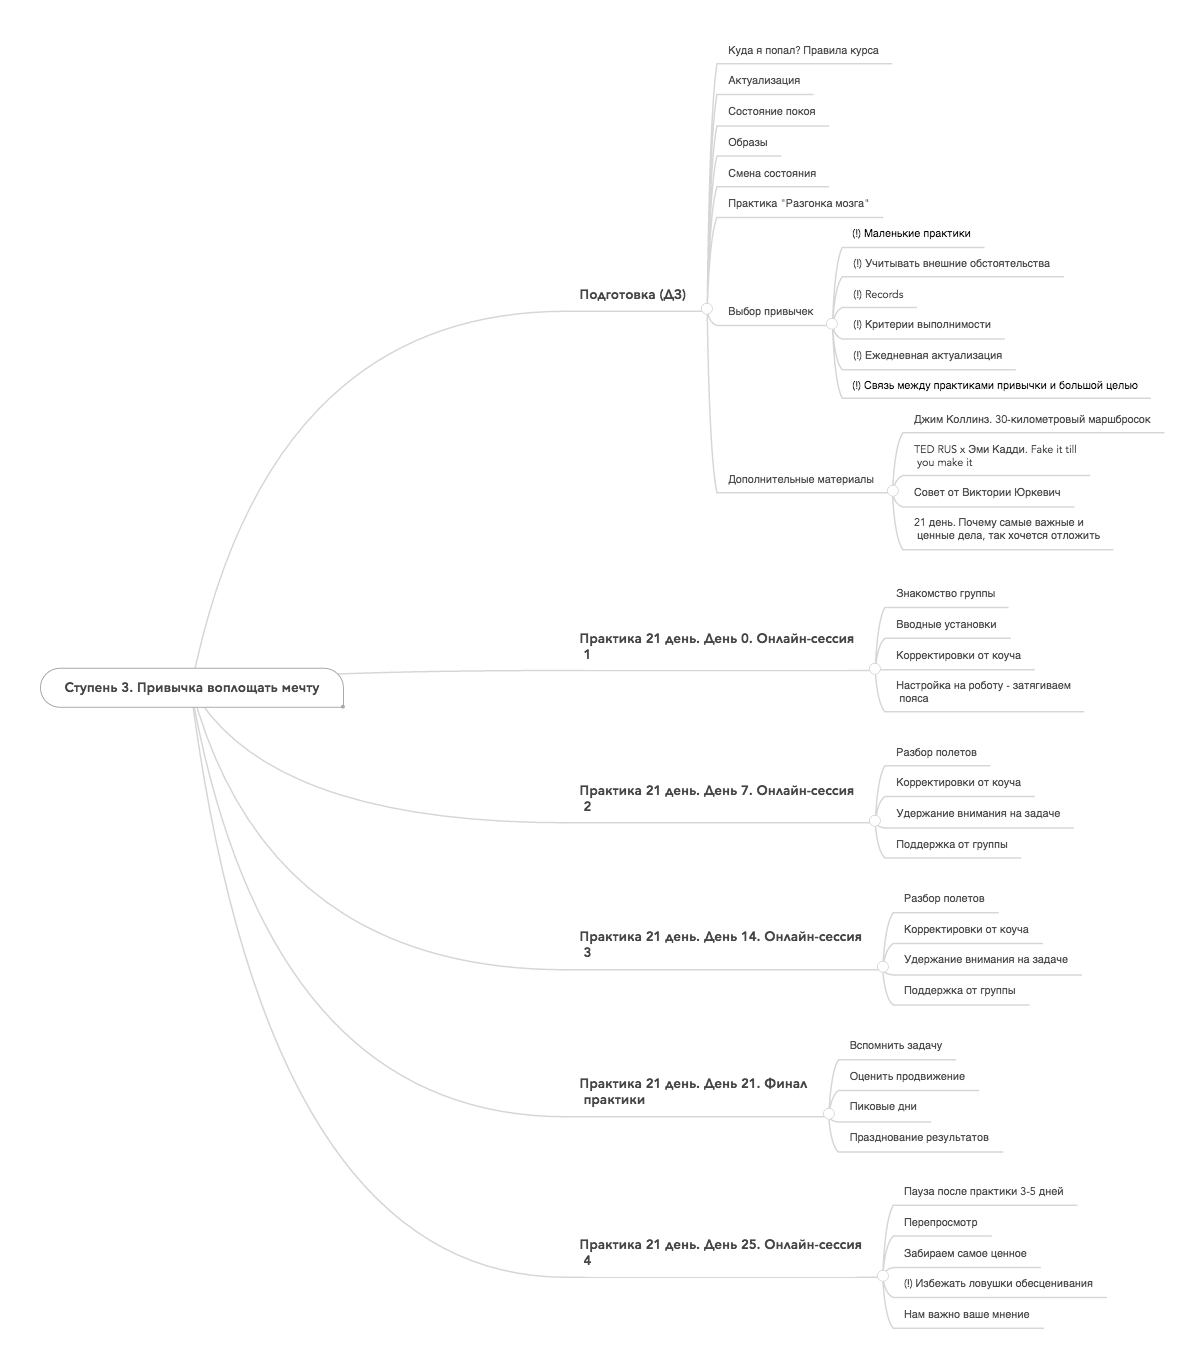 Ступень 3. Привычка воплощать мечту
Подготовка (ДЗ)
Куда я попал? Правила курса
Актуализация
Состояние покоя
Образы
Смена состояния
Практика "Разгонка мозга"
Выбор привычек
(!) Маленькие практики
(!) Учитывать внешние обстоятельства
(!) Records
(!) Критерии выполнимости
(!) Ежедневная актуализация
(!) Связь между практиками привычки и большой целью
Дополнительные материалы
Джим Коллинз. 30-километровый маршбросок
TED RUS x Эми Кадди. Fake it till
you make it
Совет от Виктории Юркевич
21 день. Почему самые важные и
ценные дела, так хочется отложить
Практика 21 день. День 0. Онлайн-сессия
1
Знакомство группы
Вводные установки
Корректировки от коуча
Настройка на роботу - затягиваем
пояса
Практика 21 день. День 7. Онлайн-сессия
2
Разбор полетов
Корректировки от коуча
Удержание внимания на задаче
Поддержка от группы
Практика 21 день. День 14. Онлайн-сессия
3
Разбор полетов
Корректировки от коуча
Удержание внимания на задаче
Поддержка от группы
Практика 21 день. День 21. Финал
практики
Вспомнить задачу
Оценить продвижение
Пиковые дни
Празднование результатов
Практика 21 день. День 25. Онлайн-сессия
4
Пауза после практики 3-5 дней
Перепросмотр
Забираем самое ценное
(!) Избежать ловушки обесценивания
Нам важно ваше мнение